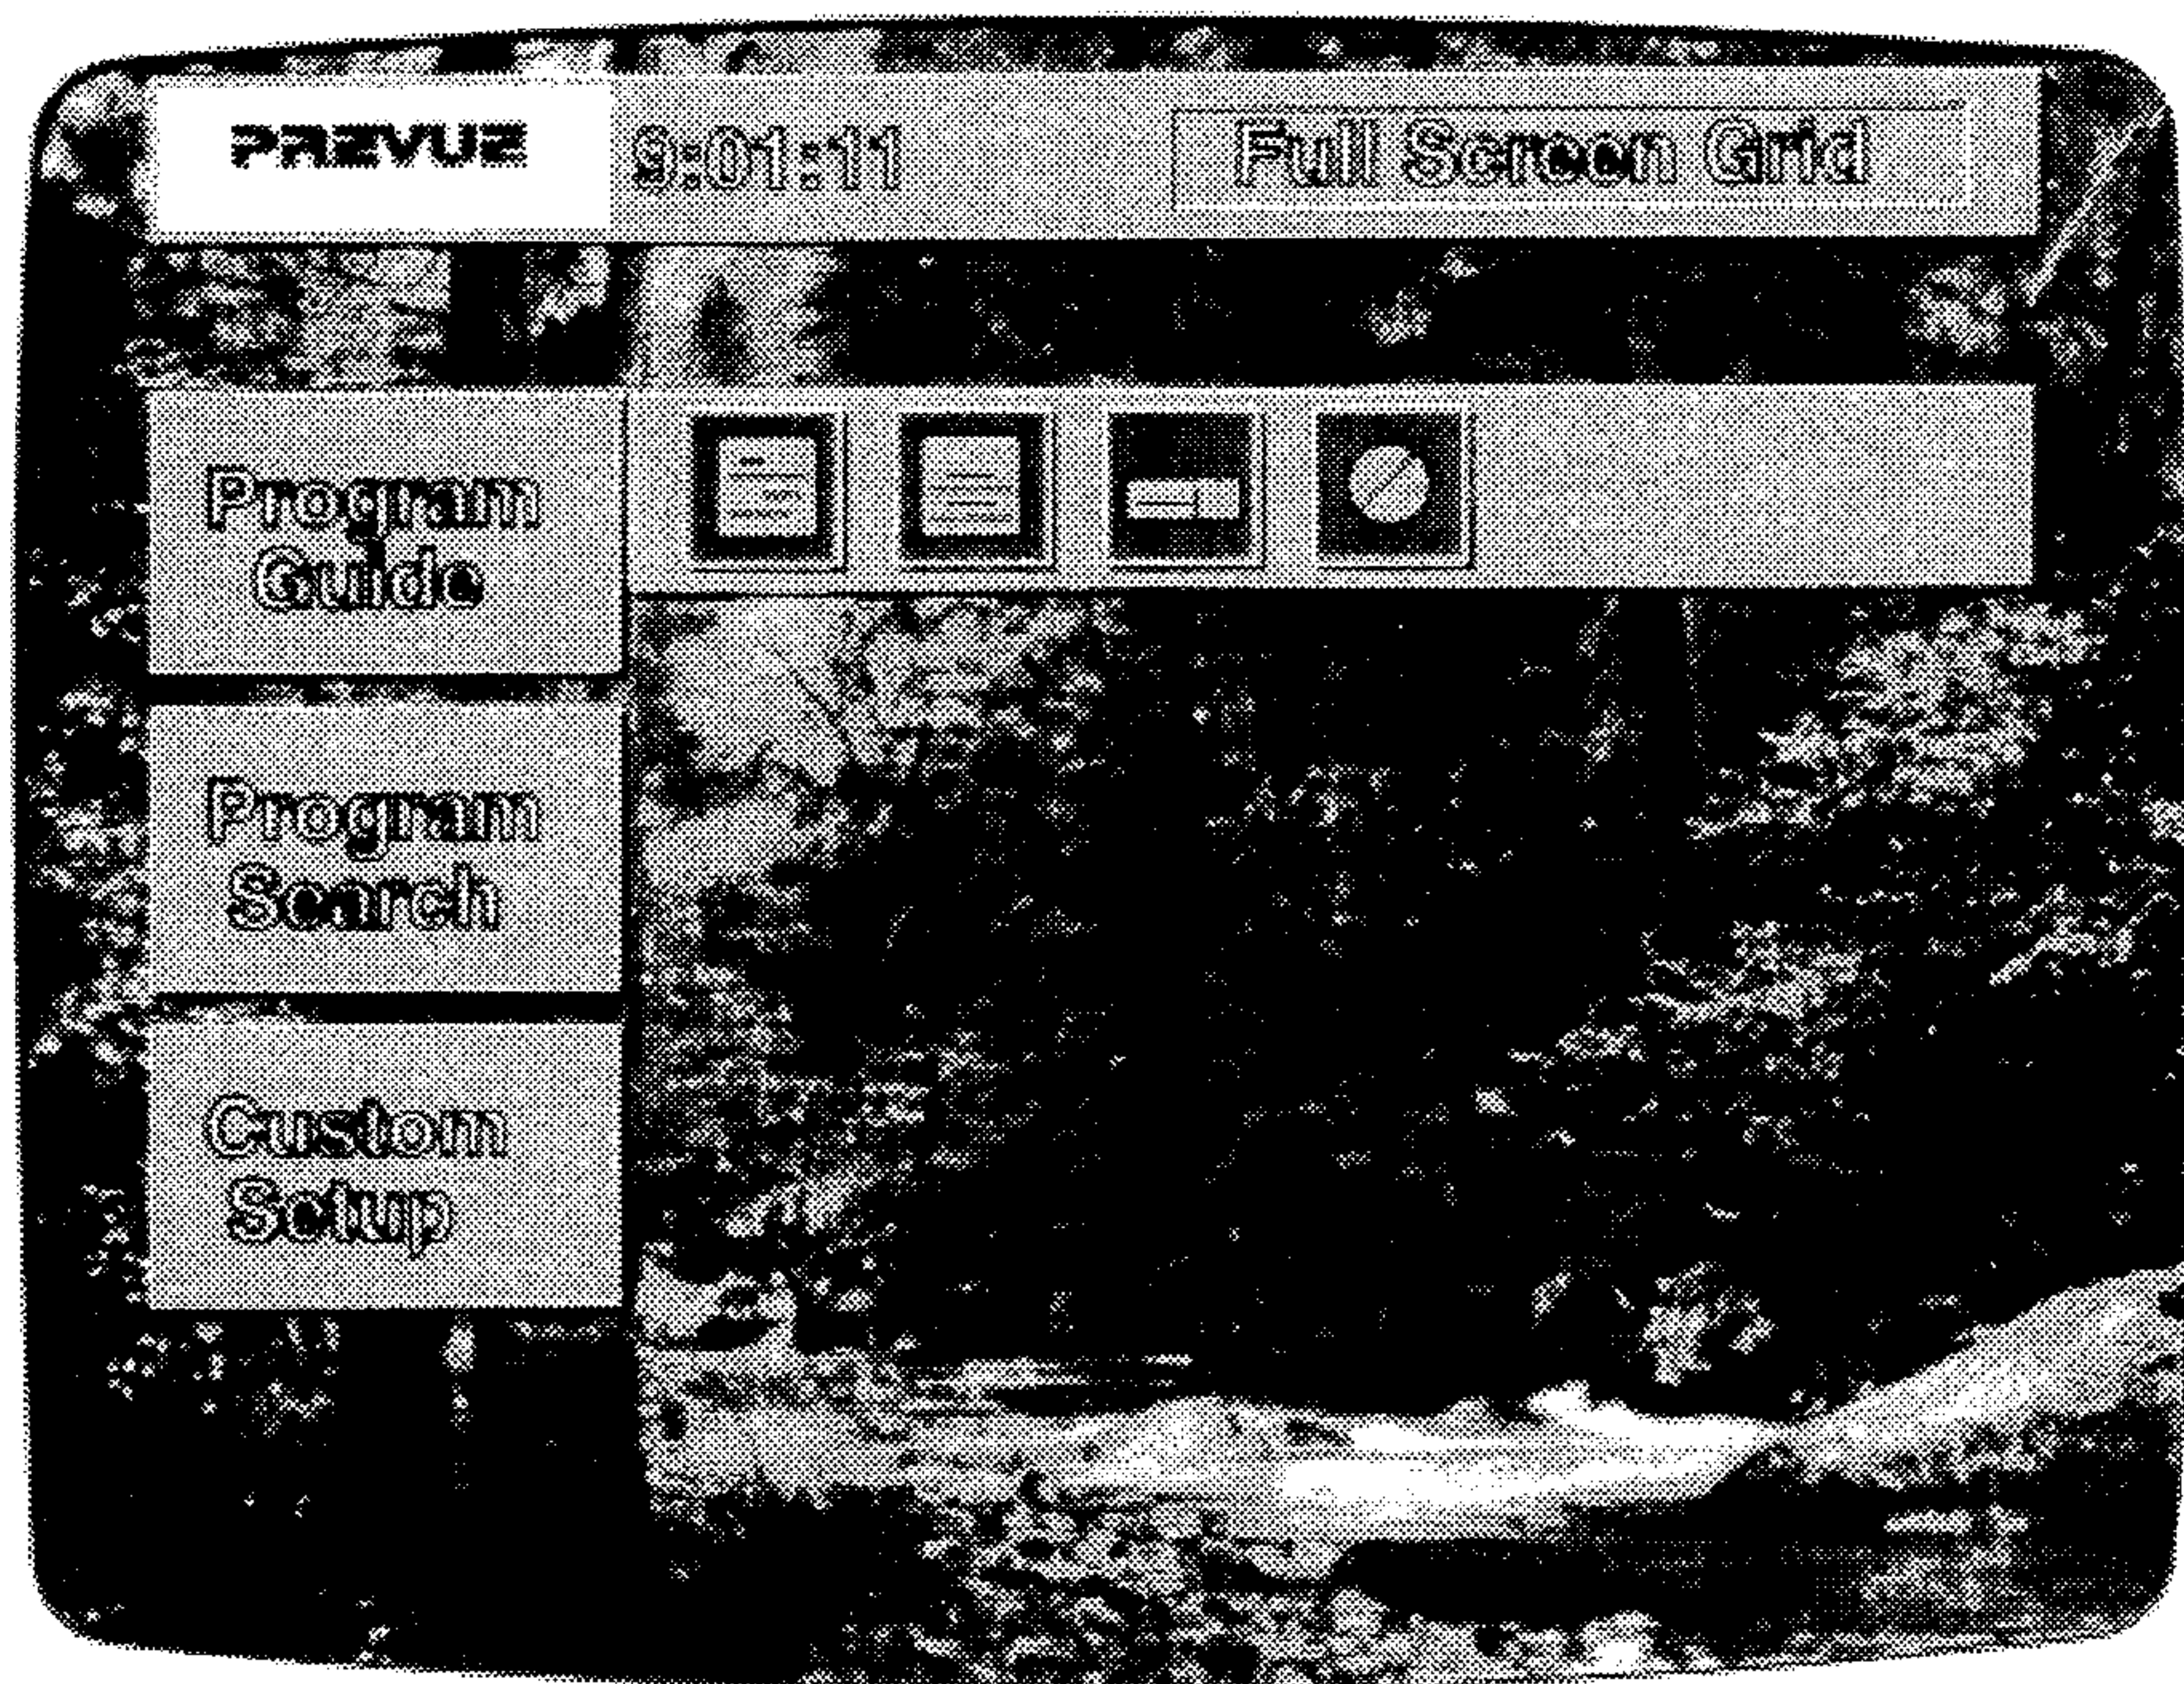 PREVUE
9:01:11
Full Screen Grid
Program
Guide
Program
Search
Custom
Setup